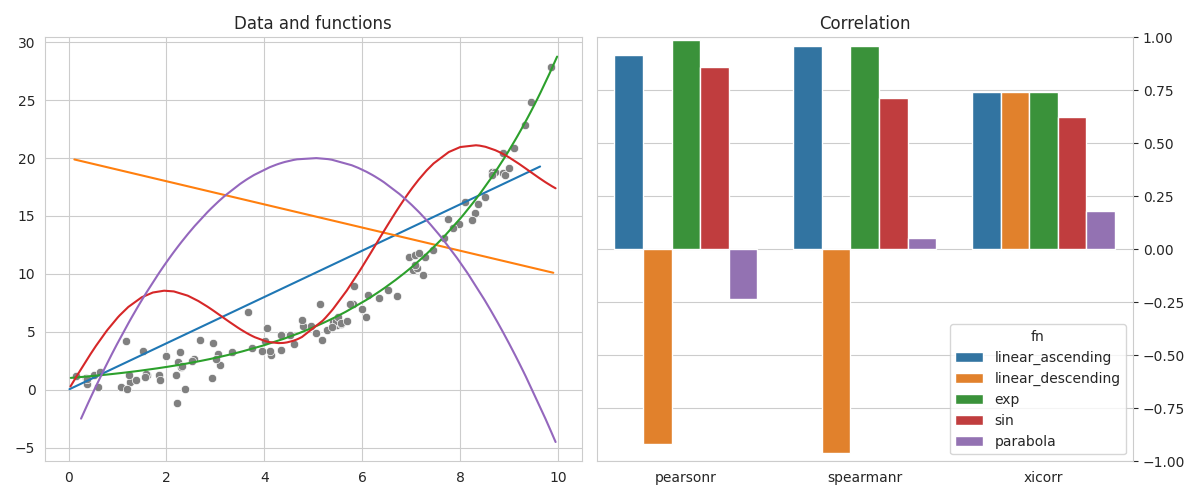 Data and functions
30
25
20
15
10
5
0
−5
0 2 4 6 8 10
Correlation
1.00
0.75
0.50
0.25
0.00
−0.25
−0.50
−0.75
−1.00
fn
linear_ascending
linear_descending
exp
sin
parabola
pearsonr spearmanr xicorr